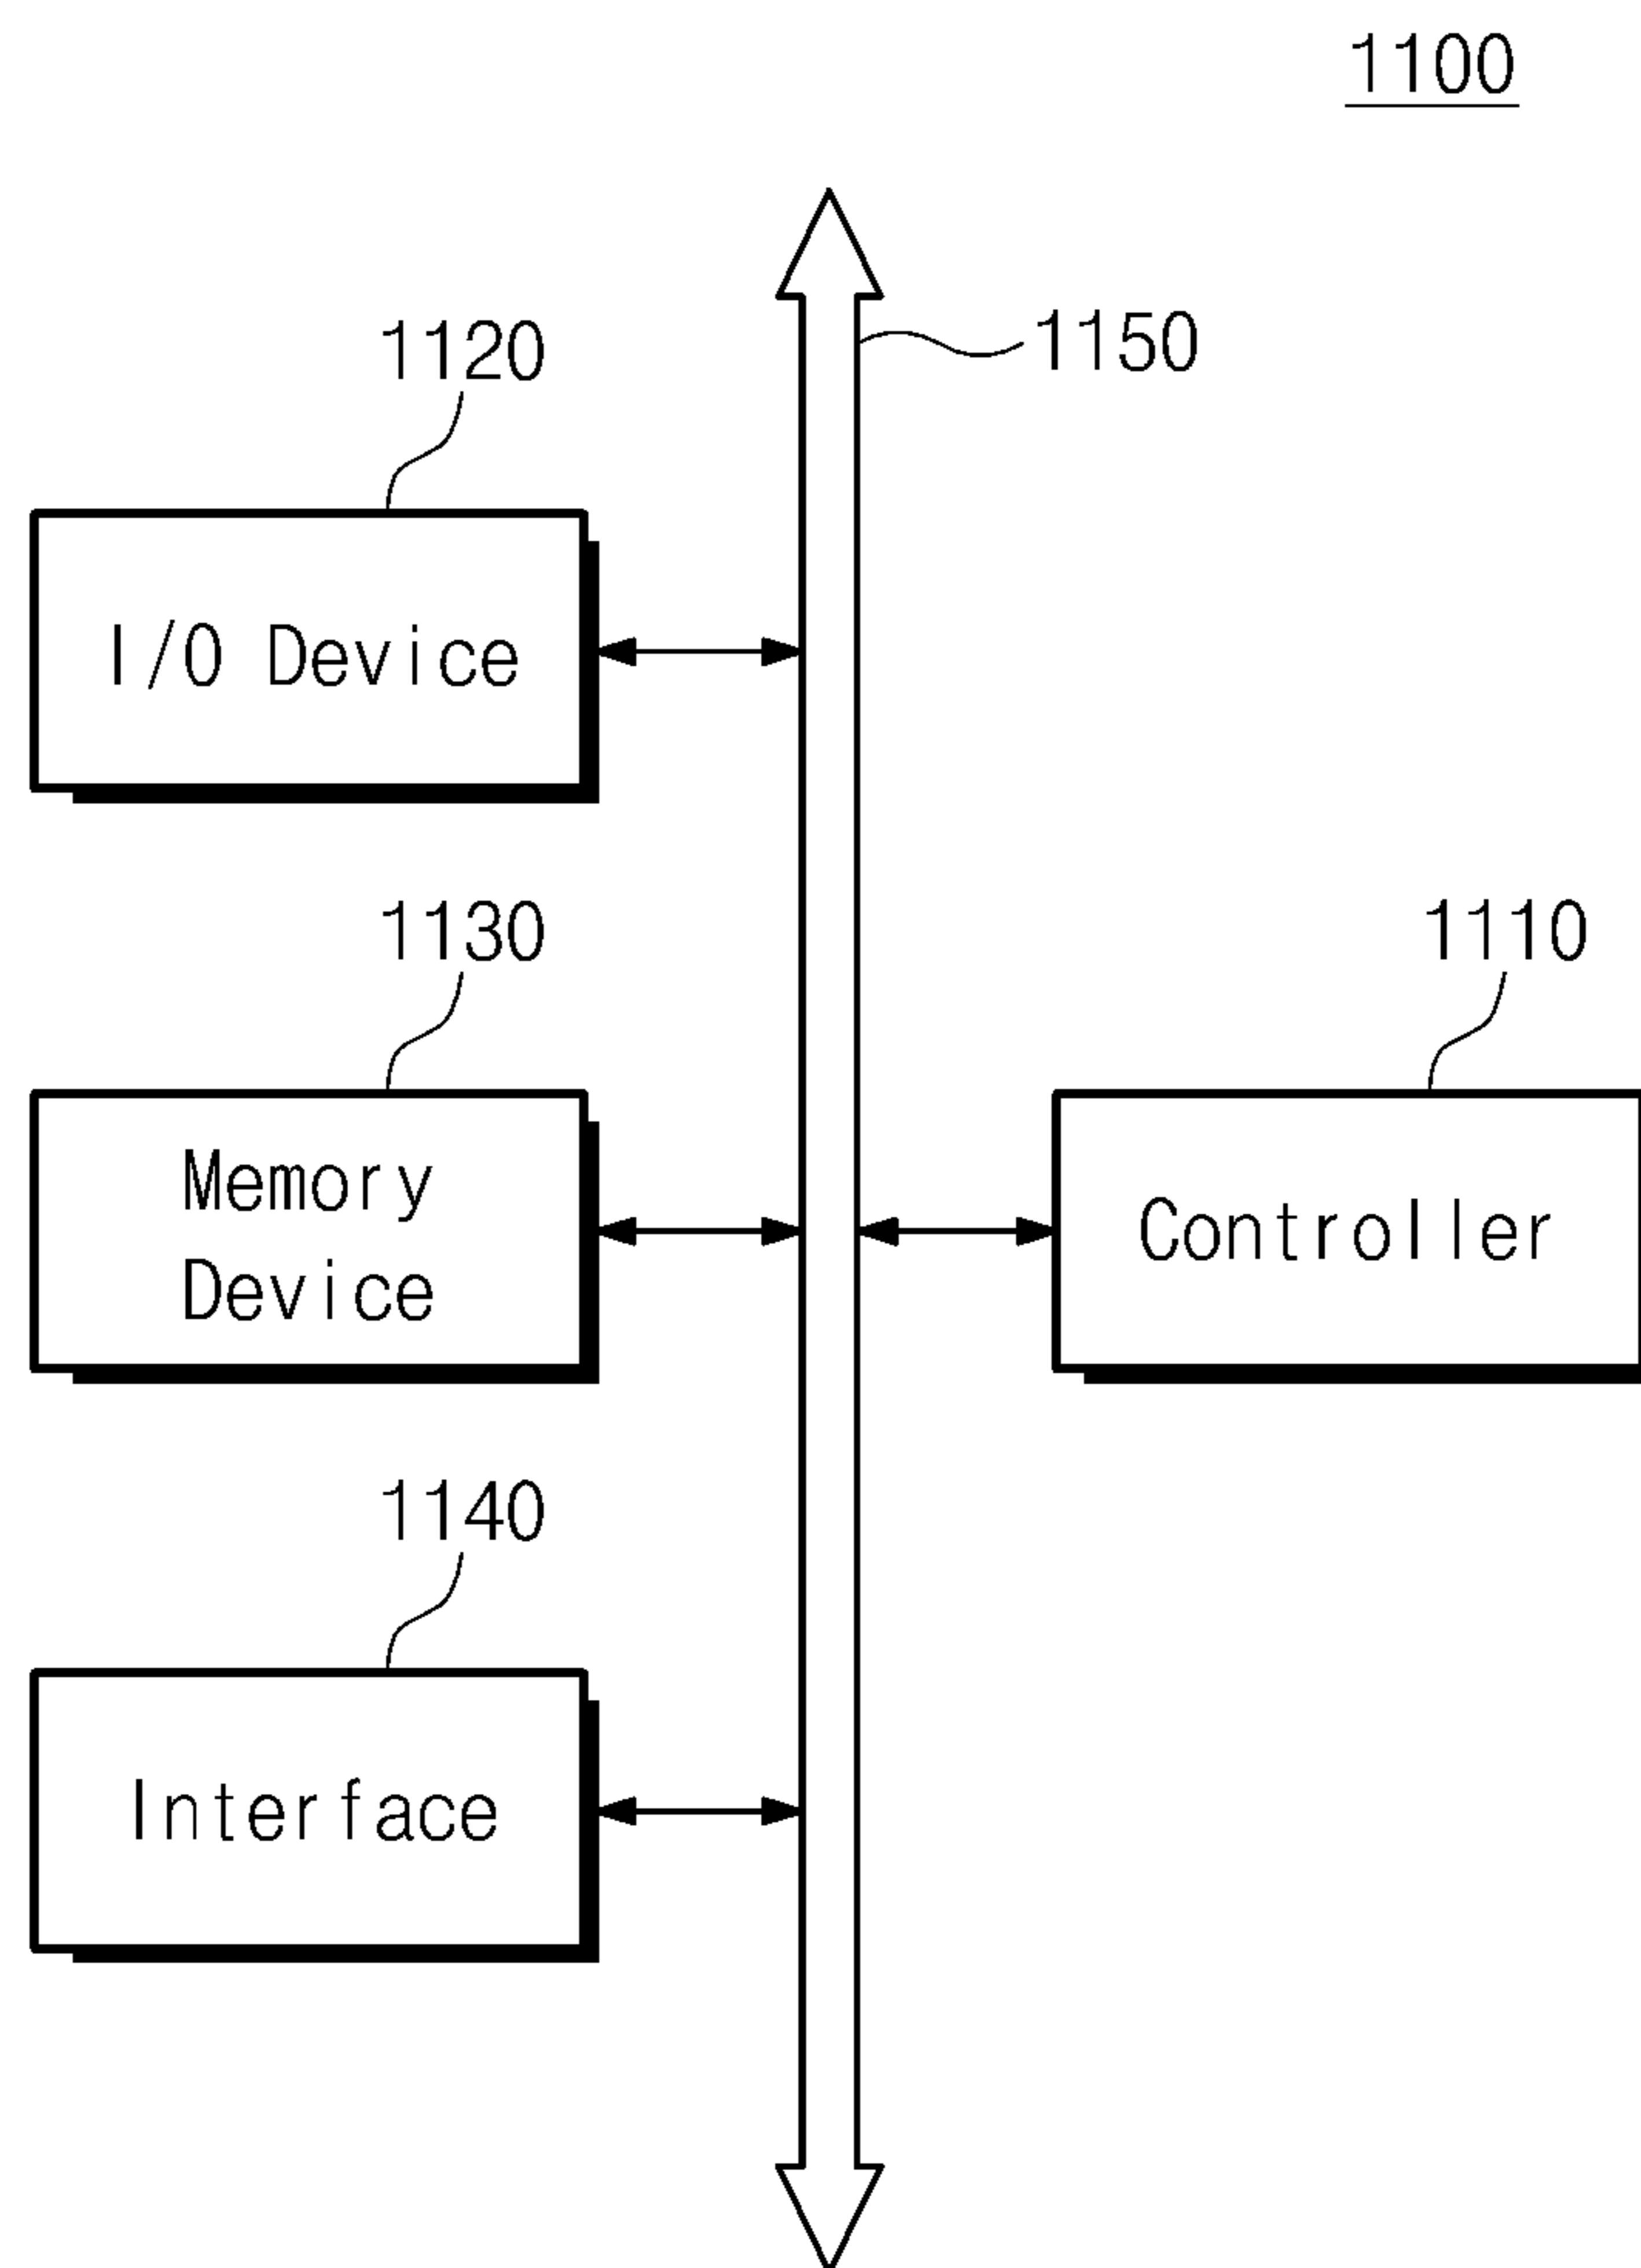 1100
1150
1120
I/O Device
1130
1110
Memory
Device
Controller
1140
Interface